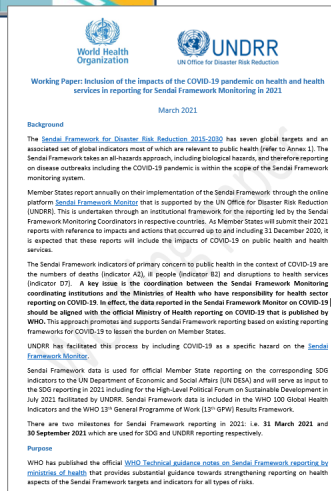 World Health
Organization
UNDRR
UN Office for Disaster Risk Reduction
Working Paper: Inclusion of the impacts of the COVID-19 pandemic on health and health
services in reporting for Sendai Framework Monitoring in 2021
March 2021
Background
The Sendai Framework for Disaster Risk Reduction 2015-2030 has seven global targets and an
associated set of global indicators most of which are relevant to public health (refer to Annex 1). The
Sendai Framework takes an all-hazards approach, including biological hazards, and therefore reporting
on disease outbreaks including the COVID-19 pandemic is within the scope of the Sendai Framework
monitoring system.
Member States report annually on their implementation of the Sendai Framework through the online
platform Sendai Framework Monitor that is supported by the UN Office for Disaster Risk Reduction
(UNDRR). This is undertaken through an institutional framework for the reporting led by the Sendai
Framework Monitoring Coordinators in respective countries. As Member States will submit their 2021
reports with reference to impacts and actions that occurred up to and including 31 December 2020, it
is expected that these reports will include the impacts of COVID-19 on public health and health
services.
The Sendai Framework indicators of primary concern to public health in the context of COVID-19 are
the numbers of deaths (indicator A2), ill people (indicator B2) and disruptions to health services
(indicator D7). A key issue is the coordination between the Sendai Framework Monitoring
coordinating institutions and the Ministries of Health who have responsibility for health sector
reporting on COVID-19. In effect, the data reported in the Sendai Framework Monitor on COVID-19
should be aligned with the official Ministry of Health reporting on COVID-19 that is published by
WHO. This approach promotes and supports Sendai Framework reporting based on existing reporting
frameworks for COVID-19 to lessen the burden on Member States.
UNDRR has facilitated this process by including COVID-19 as a specific hazard on the Sendai
Framework Monitor.
Sendai Framework data is used for official Member State reporting on the corresponding SDG
indicators to the UN Department of Economic and Social Affairs (UN DESA) and will serve as input to
the SDG reporting in 2021 including for the High-Level Political Forum on Sustainable Development in
July 2021 facilitated by UNDRR. Sendai Framework data is included in the WHO 100 Global Health
Indicators and the WHO 13th General Programme of Work (13th GPW) Results Framework.
There are two milestones for Sendai Framework reporting in 2021: i.e. 31 March 2021 and
30 September 2021 which are used for SDG and UNDRR reporting respectively.
Purpose
WHO has published the official WHO Technical guidance notes on Sendai Framework reporting by
ministries of health that provides substantial guidance towards strengthening reporting on health
aspects of the Sendai Framework targets and indicators for all types of risks.